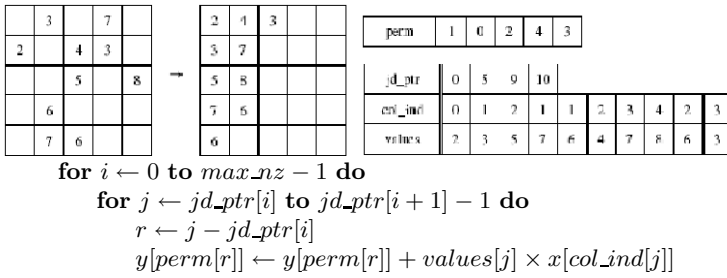 3 7
2 4 3
5 8
6
7 6
→
2 4 3
3 7
5 8
7 6
6
perm 1 0 2 4 3
jd_ptr 0 5 9 10
col_ind 0 1 2 1 1 2 3 4 2 3
values 2 3 5 7 6 4 7 8 6 3
for i ← 0 to max_nz − 1 do
for j ← jd_ptr[i] to jd_ptr[i + 1] − 1 do
r ← j − jd_ptr[i]
y[perm[r]] ← y[perm[r]] + values[j] × x[col_ind[j]]